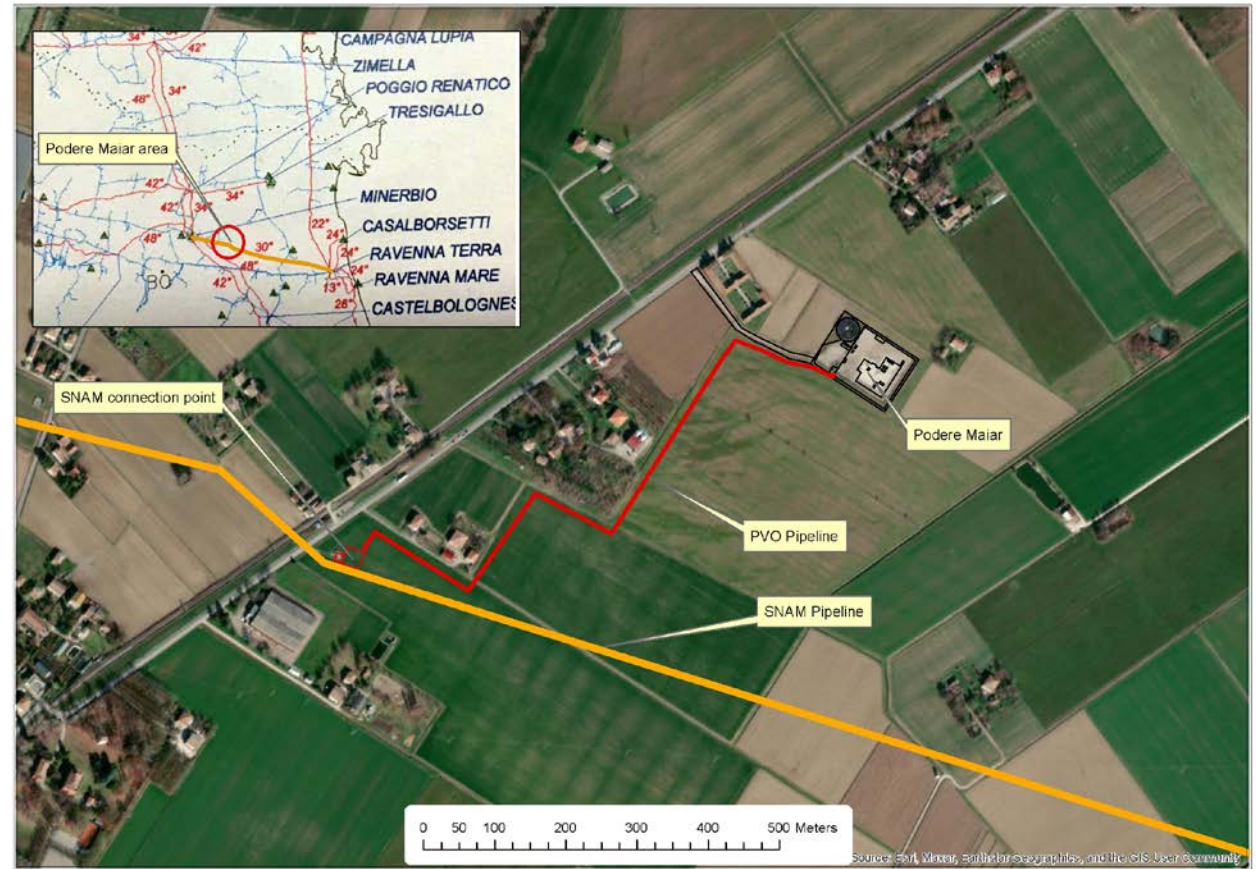 CAMPAGNA LUPIA
ZIMELLA
POGGIO RENATICO
TRESIGALLO
MINERBIO
CASALBORSETTI
RAVENNA TERRA
RAVENNA MARE
CASTELBOLOGNES
34"
34"
42"
48"
34"
Podere Maiar area
42"
34"
42"
34"
22"
24"
48"
30"
24"
48"
24"
42"
13"
26"
BO
SNAM connection point
Podere Maiar
PVO Pipeline
SNAM Pipeline
0 50 100 200 300 400 500 Meters
Source: Esri, Maxar, Earthstar Geographics, and the GIS User Community